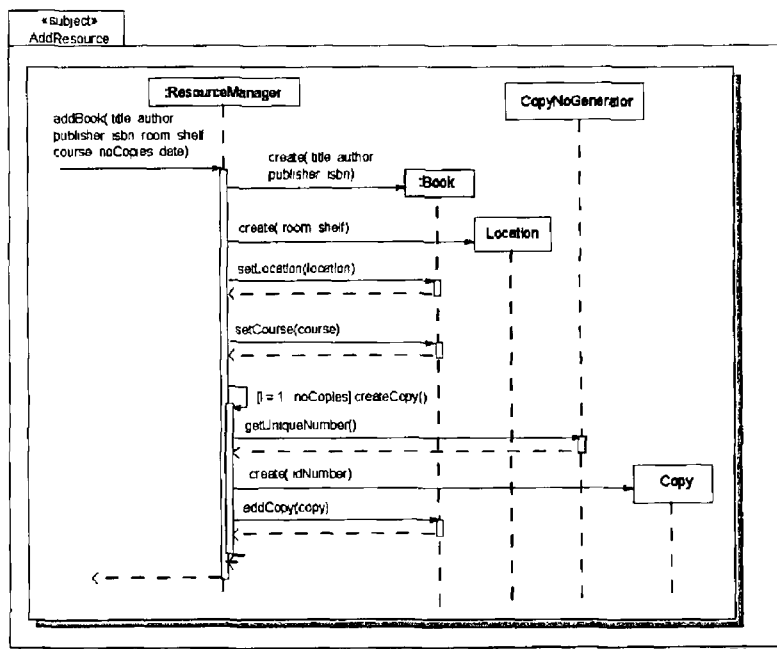 «subject»
AddResource
:ResourceManager
CopyNoGenerator
addBook( title author
publisher isbn room shelf
course noCopies date)
create( title author
publisher isbn)
:Book
create( room shelf)
Location
setLocation(location)
setCourse(course)
[i = 1 noCopies] createCopy()
getUniqueNumber()
create( idNumber)
Copy
addCopy(copy)